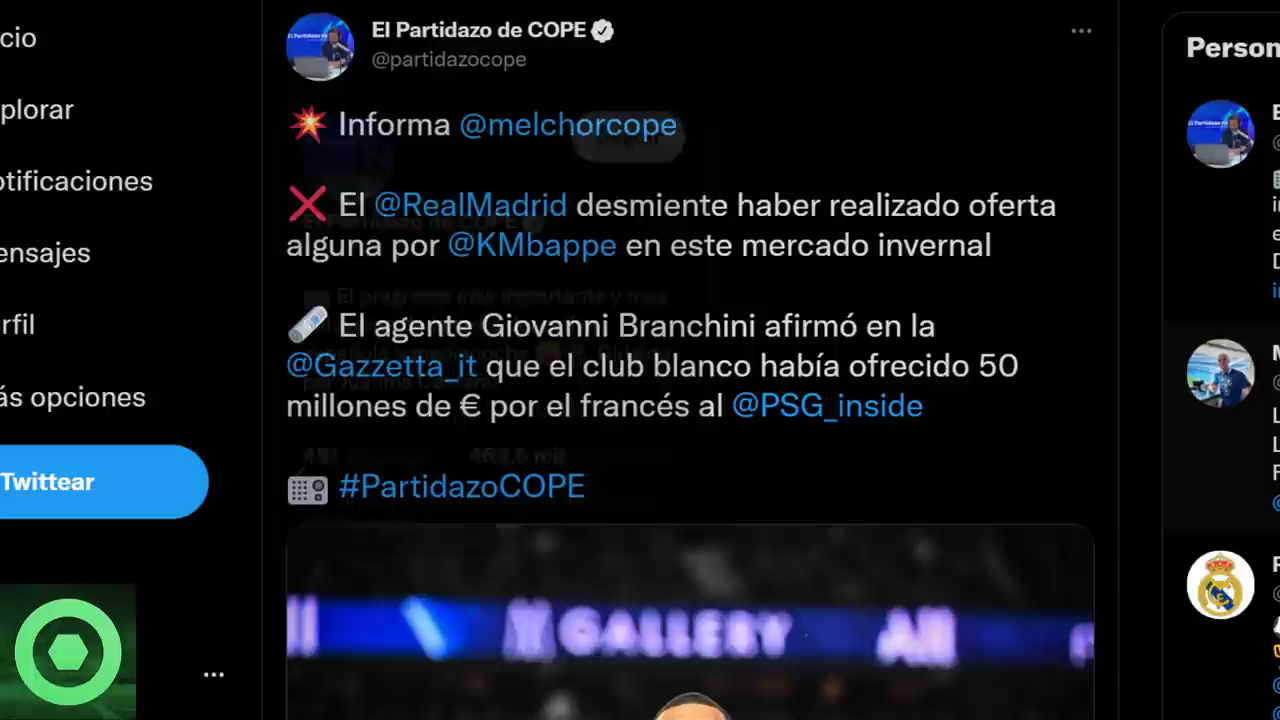 cio
plorar
otificaciones
ensajes
rfil
ás opciones
Twittear
El Partidazo de COPE
@partidazocope
💥 Informa @melchorcope
❌ El @RealMadrid desmiente haber realizado oferta
alguna por @KMbappe en este mercado invernal
🗞️ El agente Giovanni Branchini afirmó en la
@Gazzetta_it que el club blanco había ofrecido 50
millones de € por el francés al @PSG_inside
📻 #PartidazoCOPE
GALLERY
Person